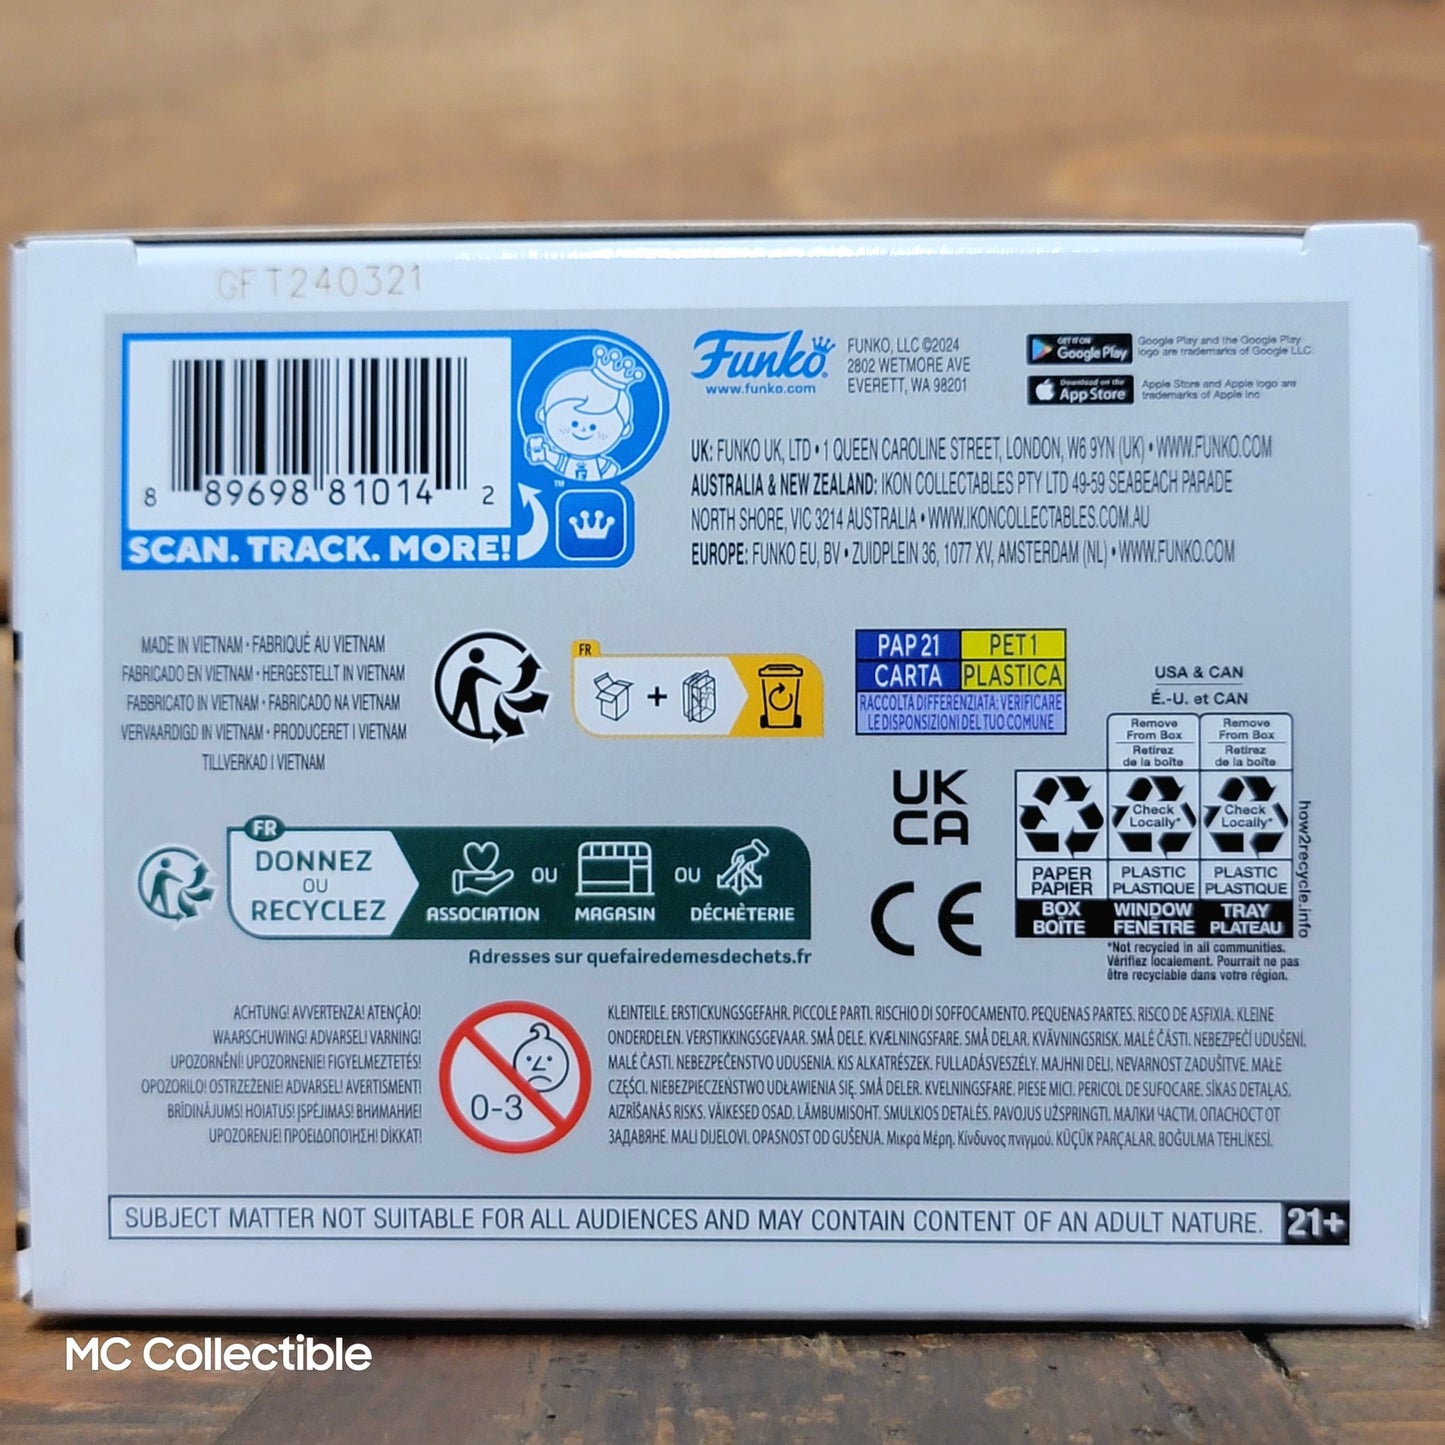 GFT240321
8 89698 81014 2
SCAN. TRACK. MORE!
TM
Funko®
www.funko.com
FUNKO, LLC ©2024
2802 WETMORE AVE
EVERETT, WA 98201
GET IT ON
Google Play
Google Play and the Google Play
logo are trademarks of Google LLC.
Download on the
App Store
Apple Store and Apple logo are
trademarks of Apple Inc
UK: FUNKO UK, LTD • 1 QUEEN CAROLINE STREET, LONDON, W6 9YN (UK) • WWW.FUNKO.COM
AUSTRALIA & NEW ZEALAND: IKON COLLECTABLES PTY LTD 49-59 SEABEACH PARADE
NORTH SHORE, VIC 3214 AUSTRALIA • WWW.IKONCOLLECTABLES.COM.AU
EUROPE: FUNKO EU, BV • ZUIDPLEIN 36, 1077 XV, AMSTERDAM (NL) • WWW.FUNKO.COM
MADE IN VIETNAM • FABRIQUÉ AU VIETNAM
FABRICADO EN VIETNAM • HERGESTELLT IN VIETNAM
FABBRICATO IN VIETNAM • FABRICADO NA VIETNAM
VERVAARDIGD IN VIETNAM • PRODUCERET I VIETNAM
TILLVERKAD I VIETNAM
FR
+
PAP 21
PET 1
CARTA
PLASTICA
RACCOLTA DIFFERENZIATA: VERIFICARE
LE DISPOSIZIONI DEL TUO COMUNE
USA & CAN
É.-U. et CAN
Remove
From Box
Retirez
de la boîte
Remove
From Box
Retirez
de la boîte
Check
Locally*
Check
Locally*
PAPER
PAPIER
PLASTIC
PLASTIQUE
PLASTIC
PLASTIQUE
BOX
BOÎTE
WINDOW
FENÊTRE
TRAY
PLATEAU
how2recycle.info
*Not recycled in all communities.
Vérifiez localement. Pourrait ne pas
être recyclable dans votre région.
UK
CA
CE
FR
DONNEZ
OU
RECYCLEZ
ASSOCIATION
OU
MAGASIN
OU
DÉCHÈTERIE
Adresses sur quefairedemesdechets.fr
ACHTUNG! AVVERTENZA! ATENÇÃO!
WAARSCHUWING! ADVARSEL! VARNING!
UPOZORNĚNÍ! UPOZORNENIE! FIGYELMEZTETÉS!
OPOZORILO! OSTRZEŻENIE! ADVARSEL! AVERTISMENT!
BRĪDINĀJUMS! HOIATUS! ĮSPĖJIMAS! ВНИМАНИЕ!
UPOZORENJE! ΠΡΟΕΙΔΟΠΟΊΗΣΗ! DİKKAT!
0-3
KLEINTEILE. ERSTICKUNGSGEFAHR. PICCOLE PARTI. RISCHIO DI SOFFOCAMENTO. PEQUENAS PARTES. RISCO DE ASFIXIA. KLEINE
ONDERDELEN. VERSTIKKINGSGEVAAR. SMÅ DELE. KVÆLNINGSFARE. SMÅ DELAR. KVÄVNINGSRISK. MALÉ ČÁSTI. NEBEZPEČÍ UDUŠENÍ.
MALÉ ČASTI. NEBEZPEČENSTVO UDUSENIA. KIS ALKATRÉSZEK. FULLADÁSVESZÉLY. MAJHNI DELI. NEVARNOST ZADUŠITVE. MAŁE
CZĘŚCI. NIEBEZPIECZEŃSTWO UDŁAWIENIA SIĘ. SMÅ DELER. KVELNINGSFARE. PIESE MICI. PERICOL DE SUFOCARE. SĪKAS DETAĻAS.
AIZRĪŠANĀS RISKS. VÄIKESED OSAD. LÄMBUMISOHT. SMULKIOS DETALĖS. PAVOJUS UŽSPRINGTI. МАЛКИ ЧАСТИ. ОПАСНОСТ ОТ
ЗАДАВЯНЕ. MALI DIJELOVI. OPASNOST OD GUŠENJA. Μικρά Μέρη. Κίνδυνος πνιγμού. KÜÇÜK PARÇALAR. BOĞULMA TEHLİKESİ.
SUBJECT MATTER NOT SUITABLE FOR ALL AUDIENCES AND MAY CONTAIN CONTENT OF AN ADULT NATURE.
21+
MC Collectible